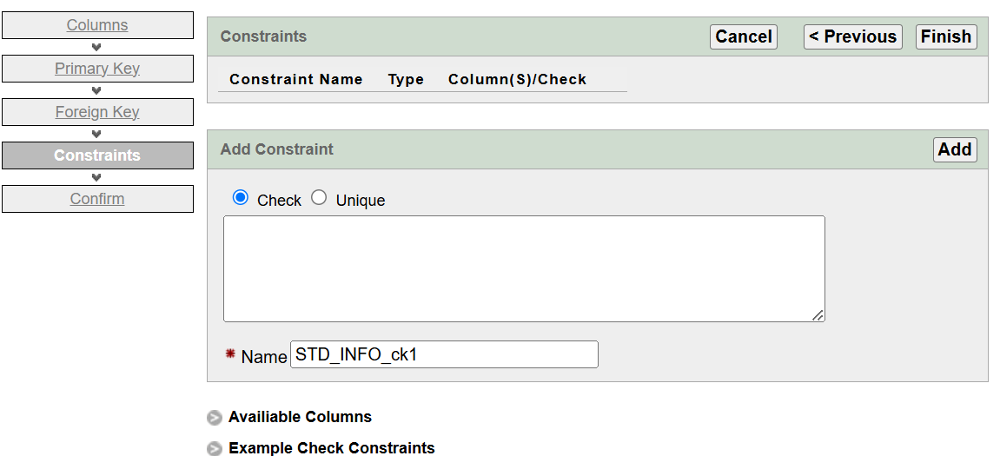 Columns
Primary Key
Foreign Key
Constraints
Confirm
Constraints Cancel < Previous Finish
Constraint Name Type Column(S)/Check
Add Constraint Add
Check Unique
Name STD_INFO_ck1
Availiable Columns
Example Check Constraints